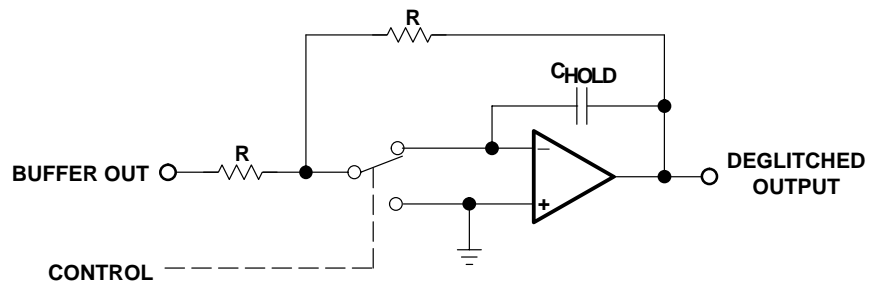 R
CHOLD
R
BUFFER OUT
−
+
DEGLITCHED
OUTPUT
CONTROL